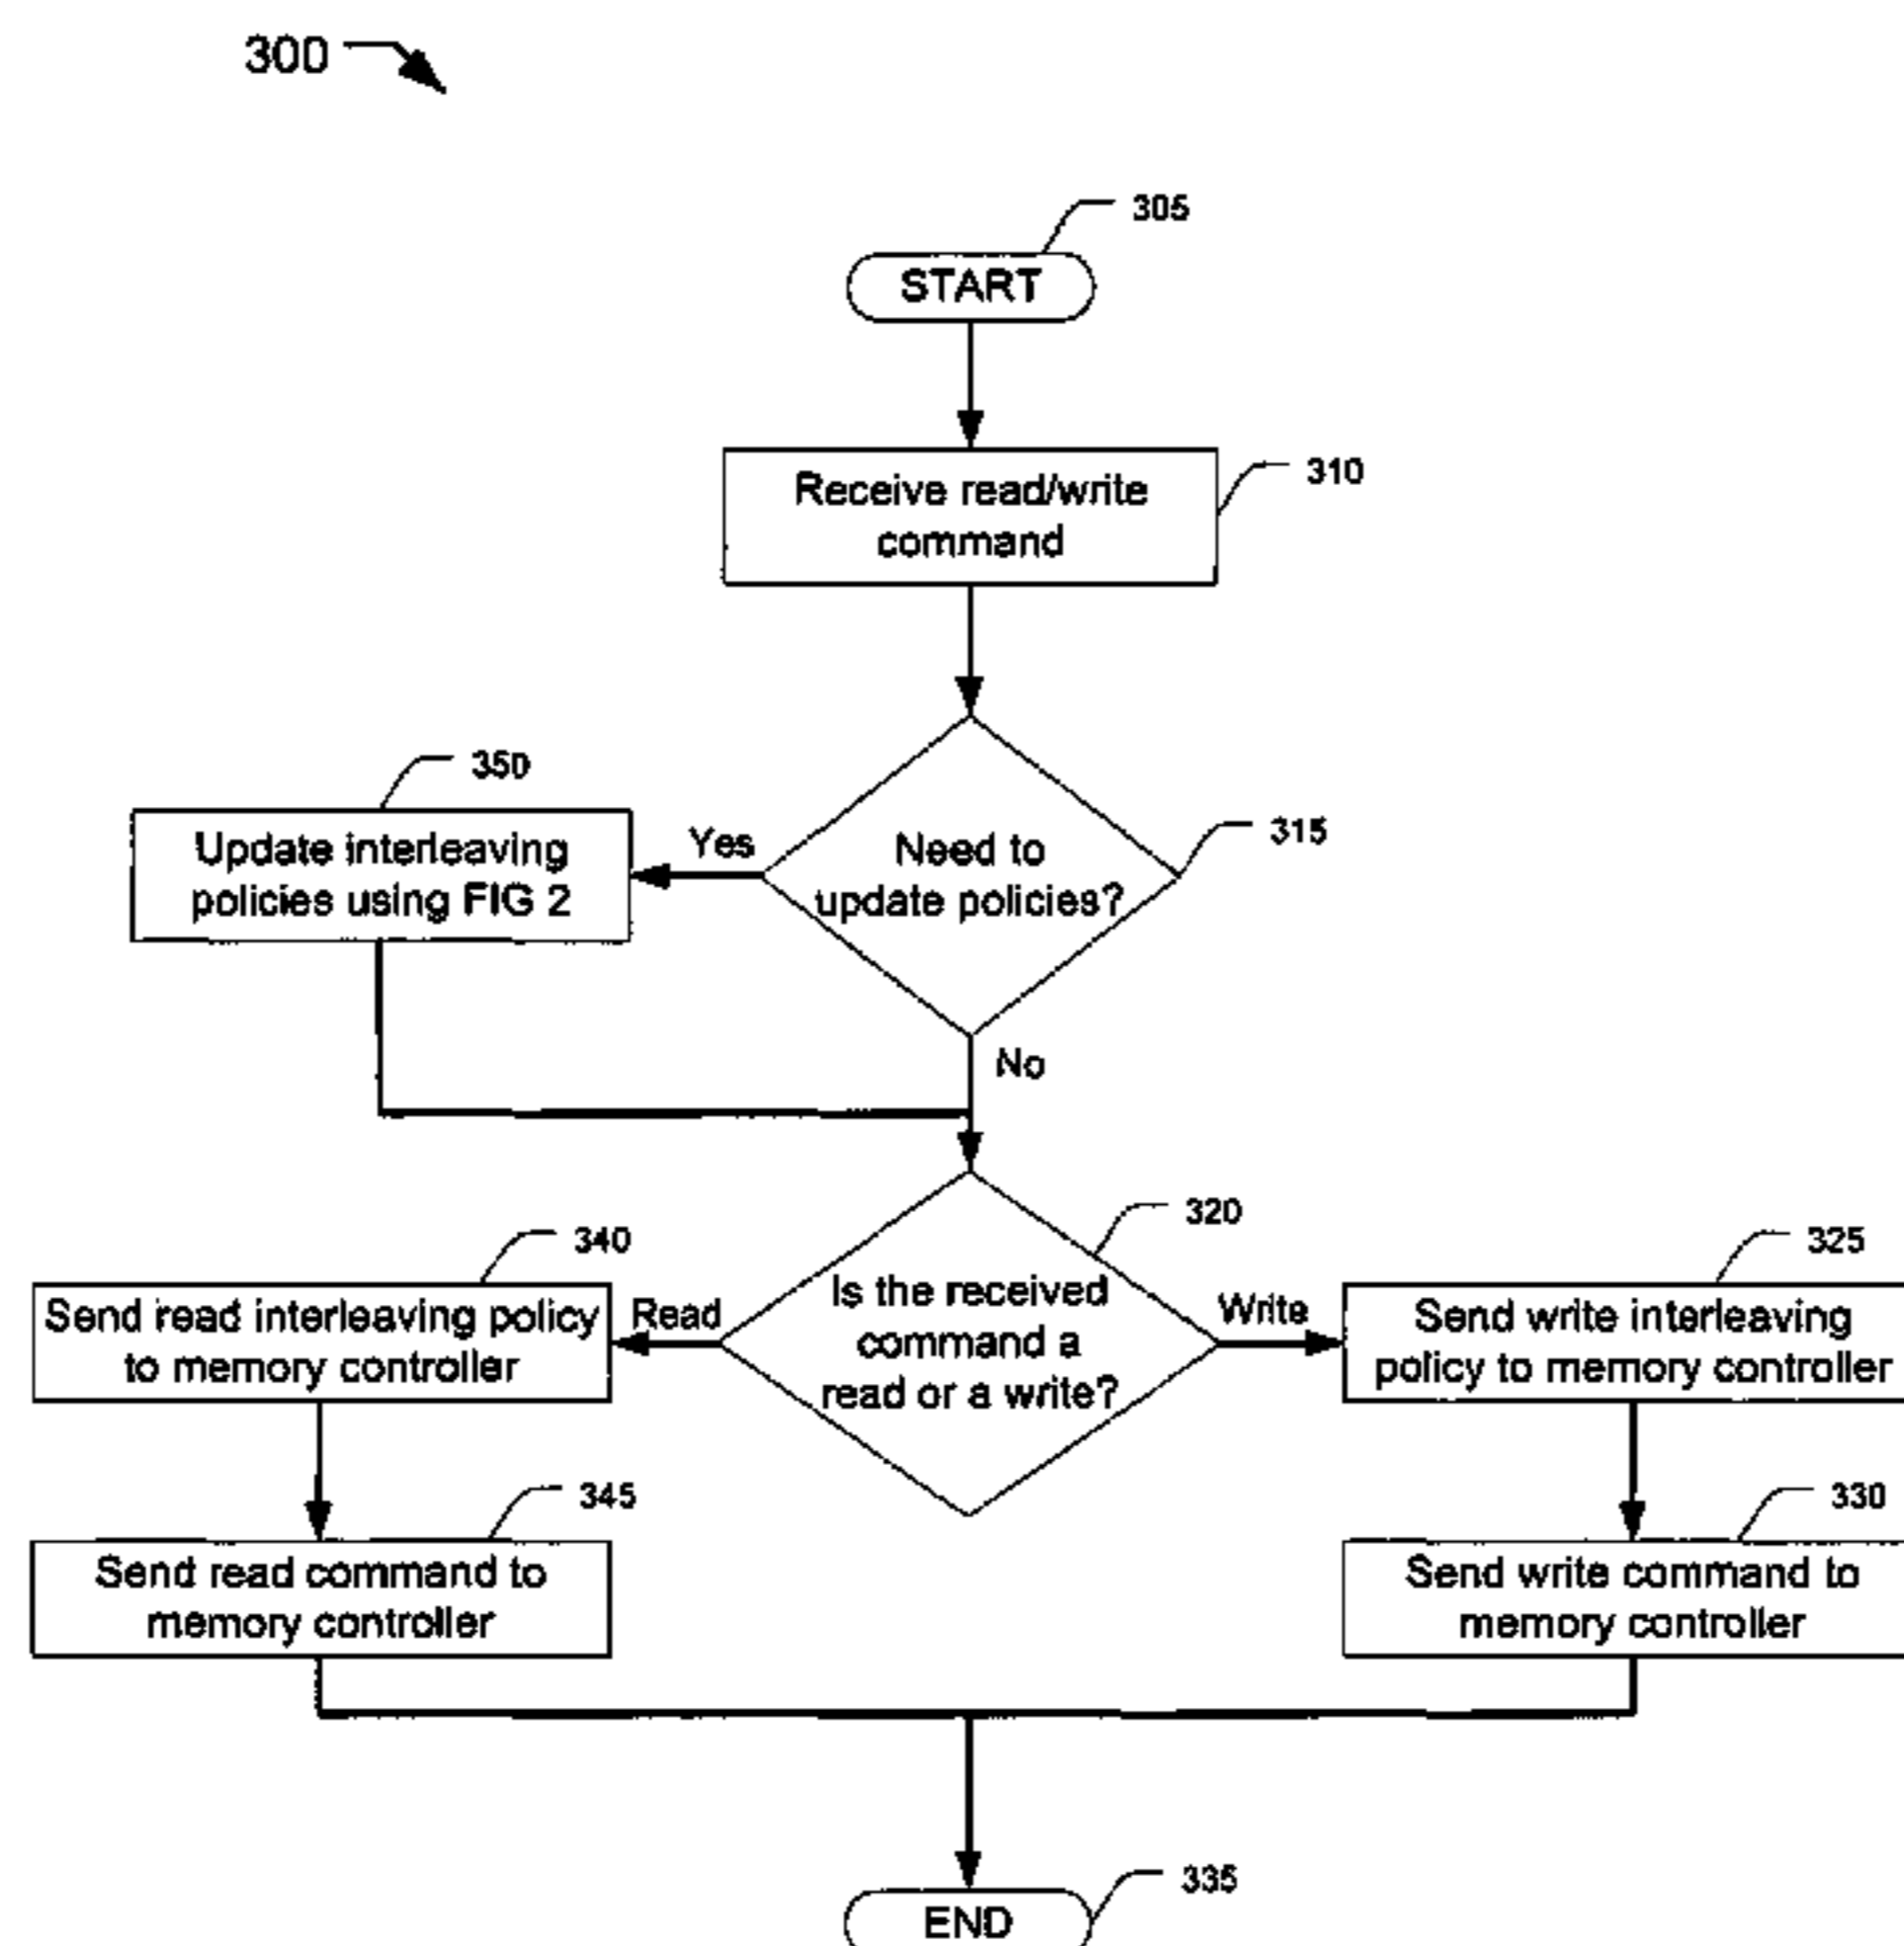 300
305
START
310
Receive read/write
command
350
Update interleaving
policies using FIG 2
Yes
Need to
update policies?
315
No
320
340
Send read interleaving policy
to memory controller
Read
Is the received
command a
read or a write?
Write
325
Send write interleaving
policy to memory controller
345
Send read command to
memory controller
330
Send write command to
memory controller
335
END